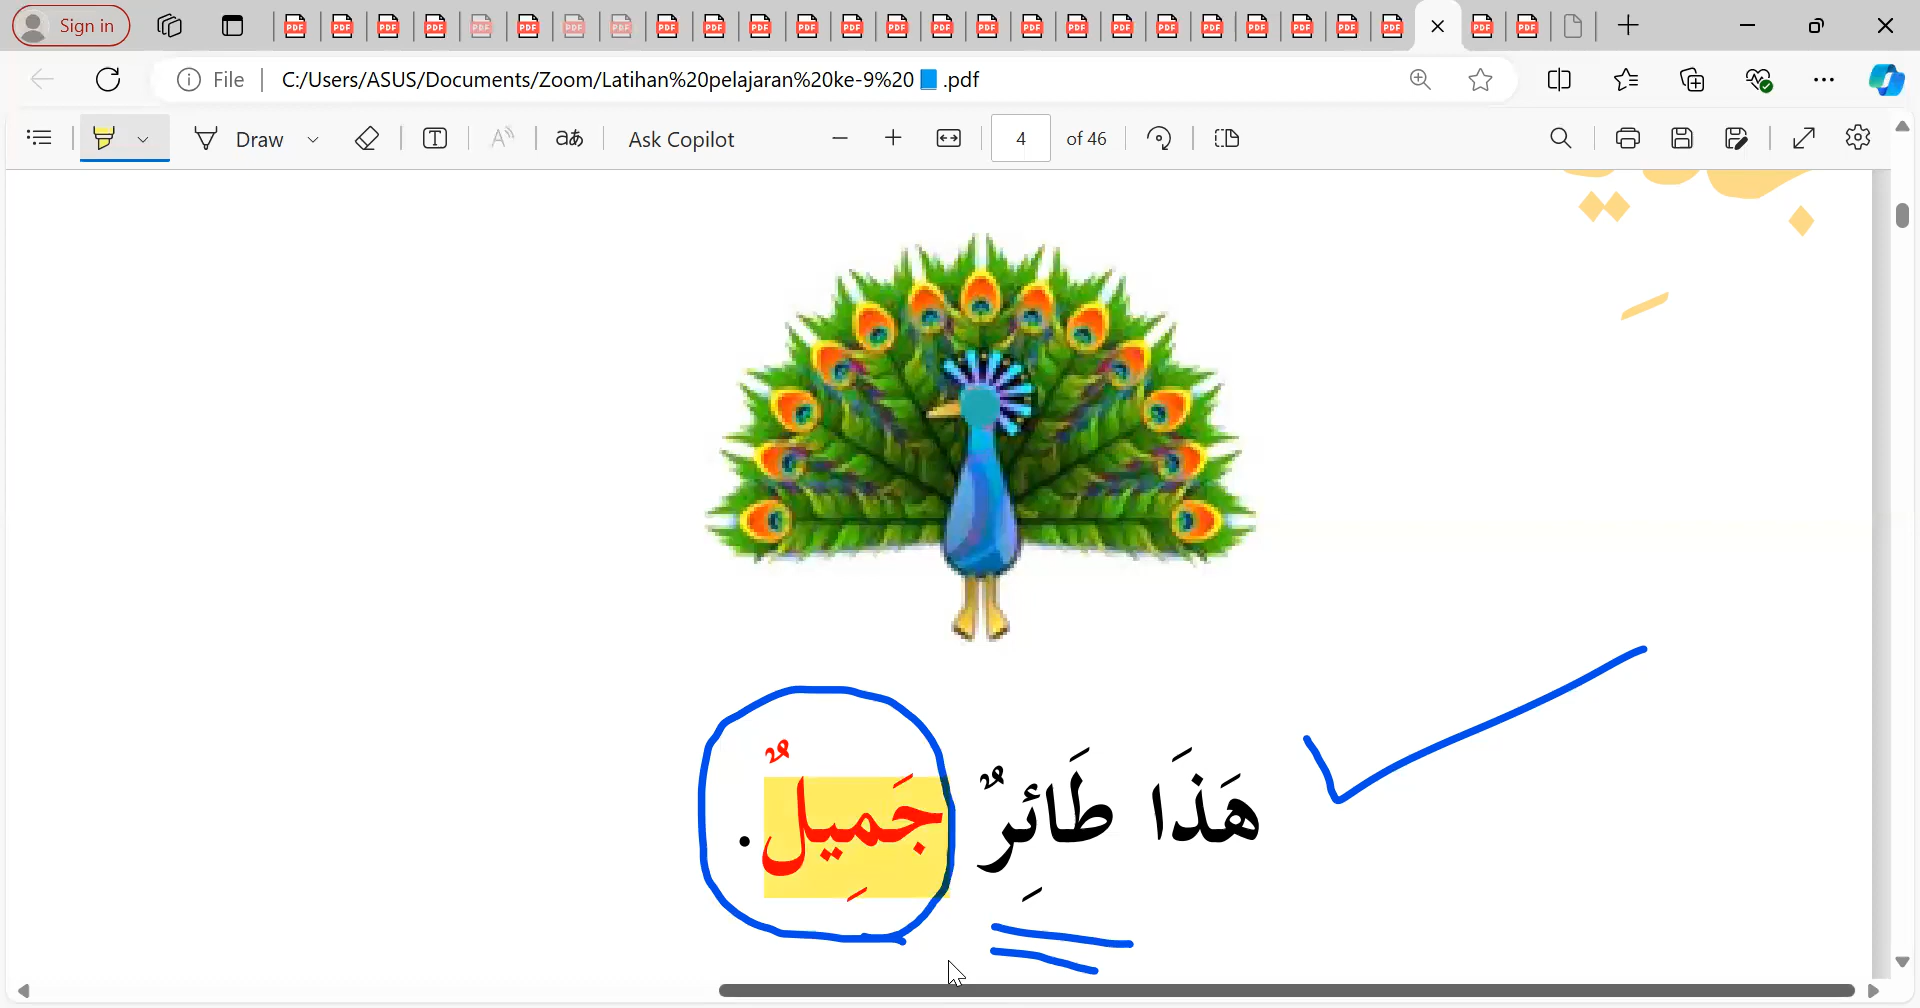 Sign in
File
C:/Users/ASUS/Documents/Zoom/Latihan%20pelajaran%20ke-9%20📘.pdf
Draw
Ask Copilot
4 of 46
هَذَا طَائِرٌ جَمِيلٌ.